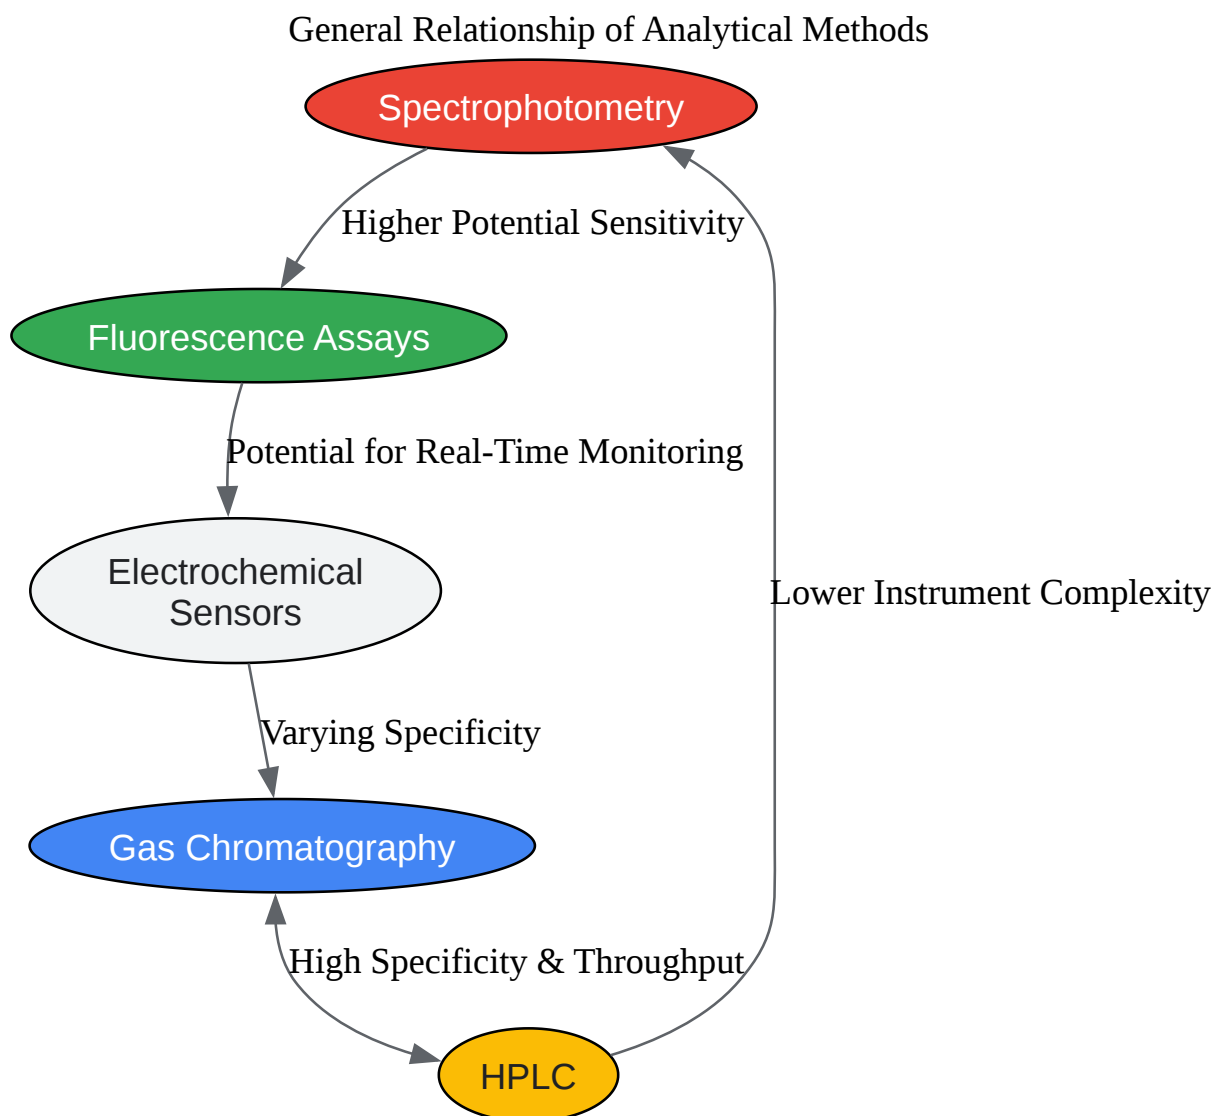 General Relationship of Analytical Methods
Spectrophotometry
Higher Potential Sensitivity
Fluorescence Assays
Potential for Real-Time Monitoring
Electrochemical
Sensors
Lower Instrument Complexity
Varying Specificity
Gas Chromatography
High Specificity & Throughput
HPLC